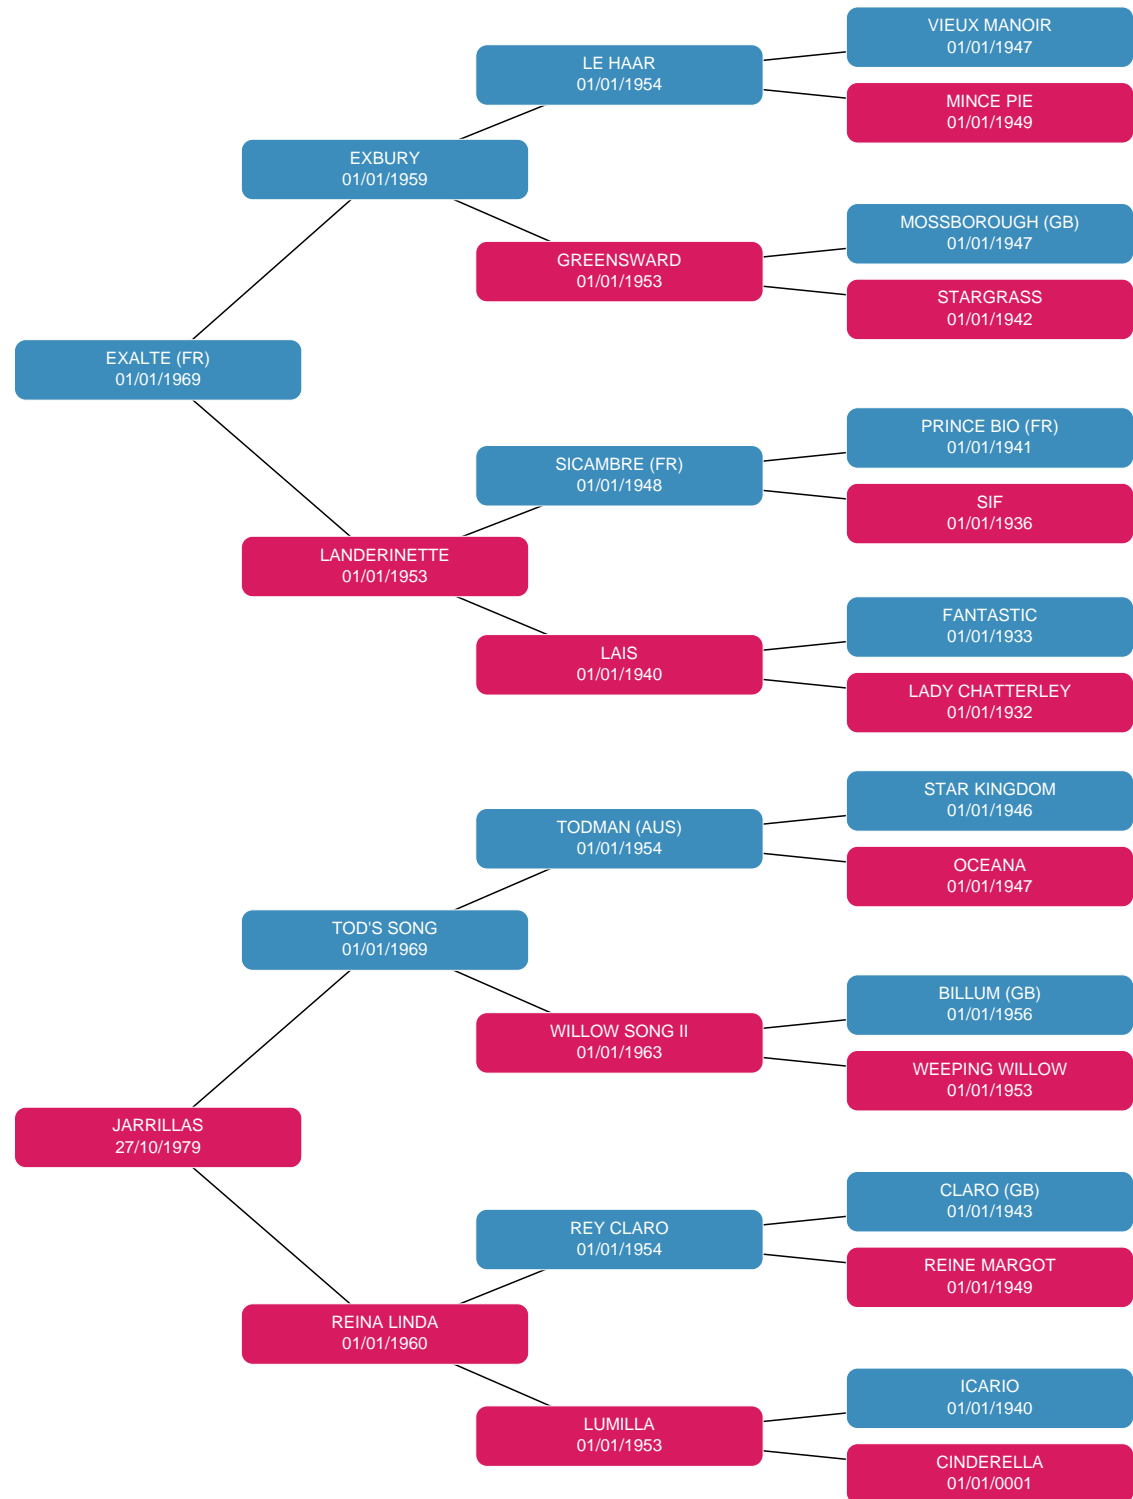 VIEUX MANOIR
01/01/1947
LE HAAR
01/01/1954
MINCE PIE
01/01/1949
EXBURY
01/01/1959
MOSSBOROUGH (GB)
01/01/1947
GREENSWARD
01/01/1953
STARGRASS
01/01/1942
EXALTE (FR)
01/01/1969
PRINCE BIO (FR)
01/01/1941
SICAMBRE (FR)
01/01/1948
SIF
01/01/1936
LANDERINETTE
01/01/1953
FANTASTIC
01/01/1933
LAIS
01/01/1940
LADY CHATTERLEY
01/01/1932
STAR KINGDOM
01/01/1946
TODMAN (AUS)
01/01/1954
OCEANA
01/01/1947
TOD'S SONG
01/01/1969
BILLUM (GB)
01/01/1956
WILLOW SONG II
01/01/1963
WEEPING WILLOW
01/01/1953
JARRILLAS
27/10/1979
CLARO (GB)
01/01/1943
REY CLARO
01/01/1954
REINE MARGOT
01/01/1949
REINA LINDA
01/01/1960
ICARIO
01/01/1940
LUMILLA
01/01/1953
CINDERELLA
01/01/0001